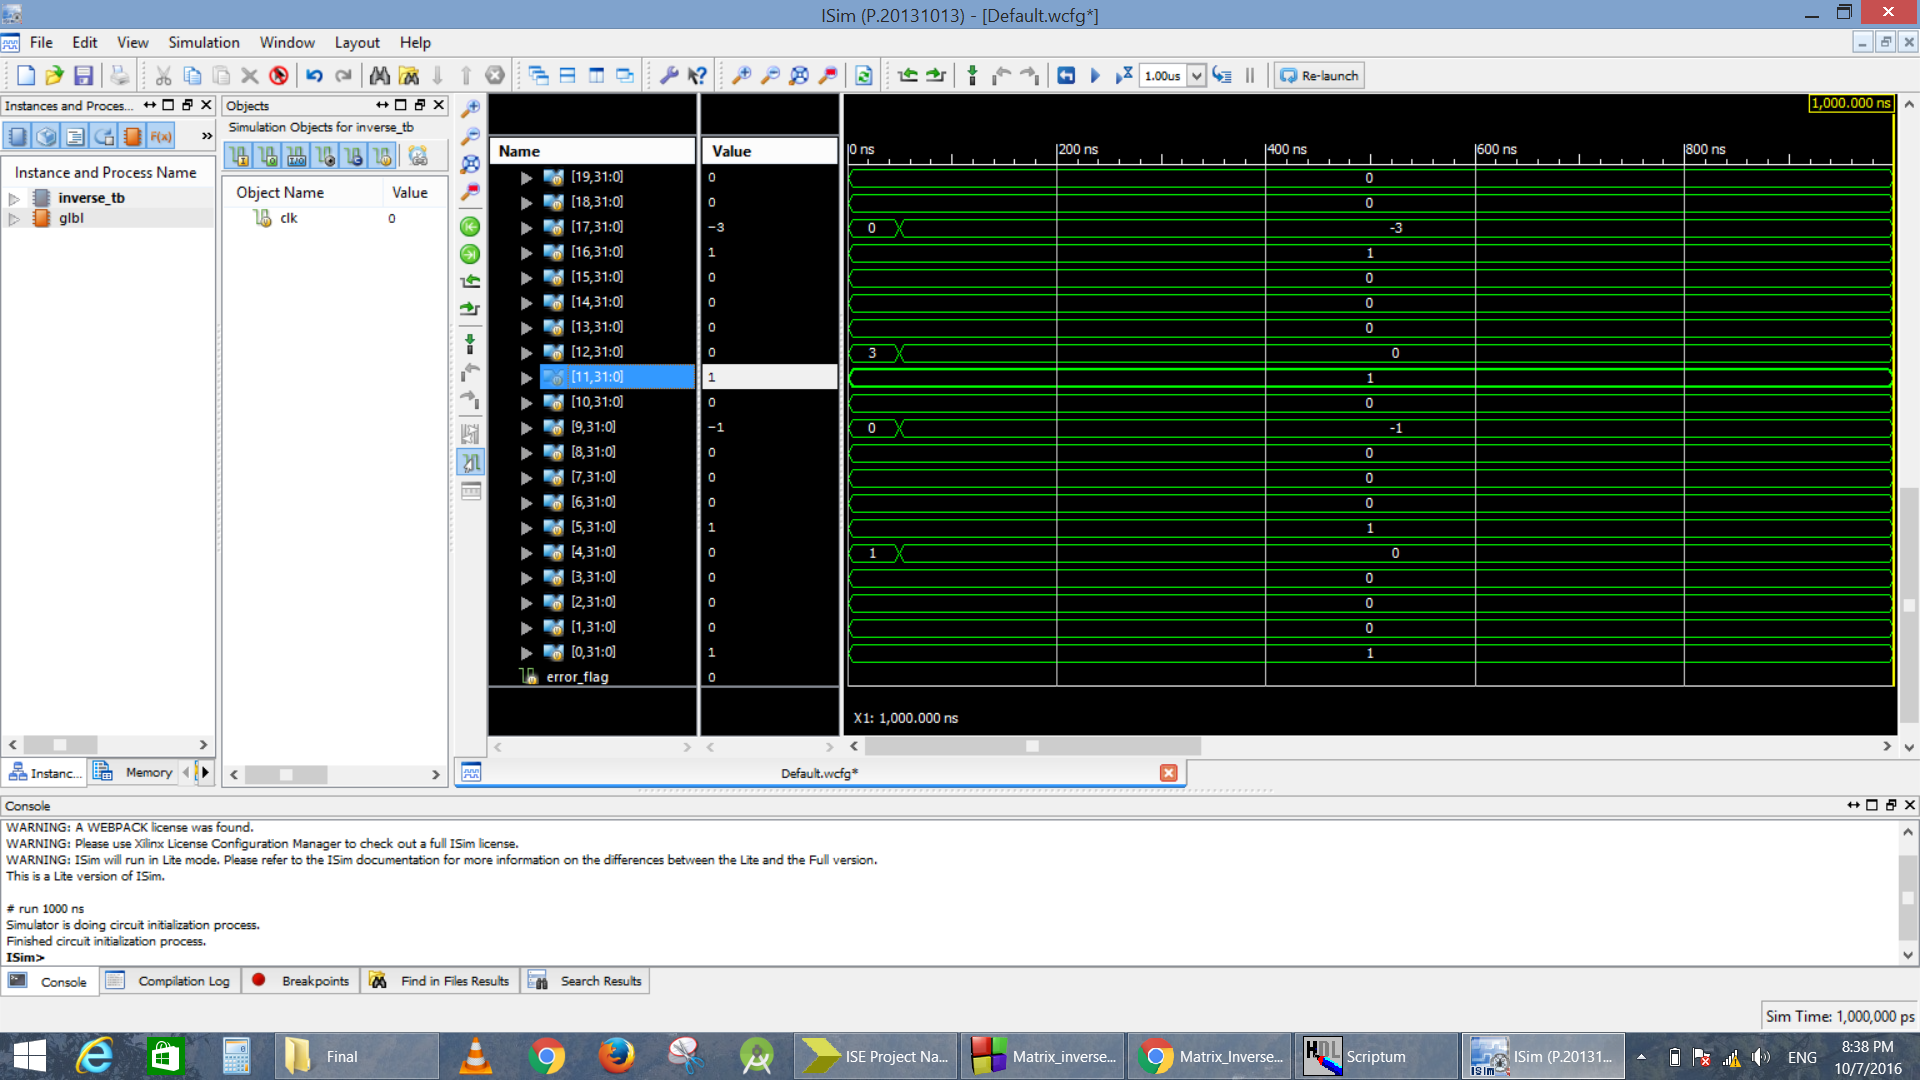 ISim (P.20131013) - [Default.wcfg*]
File Edit View Simulation Window Layout Help
1.00us Re-launch
Instances and Proces...
F(x) »
Instance and Process Name
inverse_tb
glbl
Instanc... Memory
Objects
Simulation Objects for inverse_tb
Object Name Value
clk 0
Name Value
[19,31:0] 0
[18,31:0] 0
[17,31:0] -3
[16,31:0] 1
[15,31:0] 0
[14,31:0] 0
[13,31:0] 0
[12,31:0] 0
[11,31:0] 1
[10,31:0] 0
[9,31:0] -1
[8,31:0] 0
[7,31:0] 0
[6,31:0] 0
[5,31:0] 1
[4,31:0] 0
[3,31:0] 0
[2,31:0] 0
[1,31:0] 0
[0,31:0] 1
error_flag 0
1,000.000 ns
0 ns 200 ns 400 ns 600 ns 800 ns
0
0
0 -3
1
0
0
0
3 0
1
0
0 -1
0
0
0
1
1 0
0
0
0
1
X1: 1,000.000 ns
Default.wcfg*
Console
WARNING: A WEBPACK license was found.
WARNING: Please use Xilinx License Configuration Manager to check out a full ISim license.
WARNING: ISim will run in Lite mode. Please refer to the ISim documentation for more information on the differences between the Lite and the Full version.
This is a Lite version of ISim.
# run 1000 ns
Simulator is doing circuit initialization process.
Finished circuit initialization process.
ISim>
Console Compilation Log Breakpoints Find in Files Results Search Results
Sim Time: 1,000,000 ps
Final ISE Project Na... Matrix_inverse... Matrix_Inverse... HDL Scriptum ISim ISim (P.20131... ENG
8:38 PM
10/7/2016